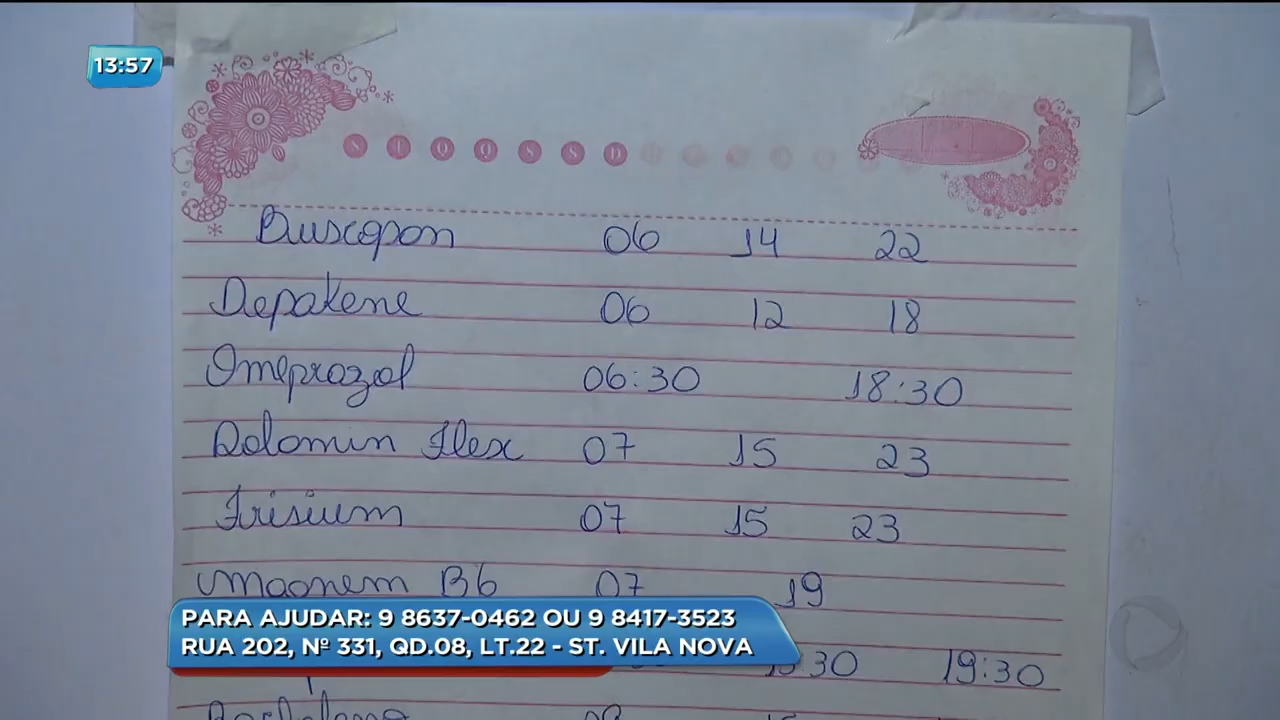 13:57
S T Q Q S S D
Buscopan 06 14 22
Depakene 06 12 18
Omeprazol 06:30 18:30
Dolamin Flex 07 15 23
Frisium 07 15 23
Magnem B6 07 19
PARA AJUDAR: 9 8637-0462 OU 9 8417-3523
RUA 202, Nº 331, QD.08, LT.22 - ST. VILA NOVA
:30 19:30